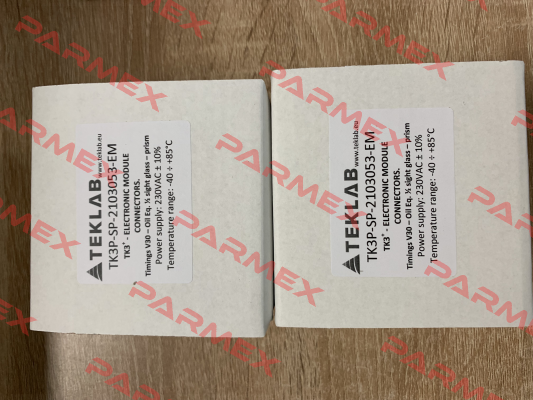 TEKLAB www.teklab.eu
TK3P-SP-2103053-EM
TK3+ - ELECTRONIC MODULE
CONNECTORS.
Timings V30 – Oil Eq. ½ sight glass – prism
Power supply: 230VAC ± 10%
Temperature range: -40 ÷ +85°C
TEKLAB www.teklab.eu
TK3P-SP-2103053-EM
TK3+ - ELECTRONIC MODULE
CONNECTORS.
Timings V30 – Oil Eq. ½ sight glass – prism
Power supply: 230VAC ± 10%
Temperature range: -40 ÷ +85°C
PARMEX
PARMEX
PARMEX
PARMEX
PARMEX
PARMEX
PARMEX
PARMEX